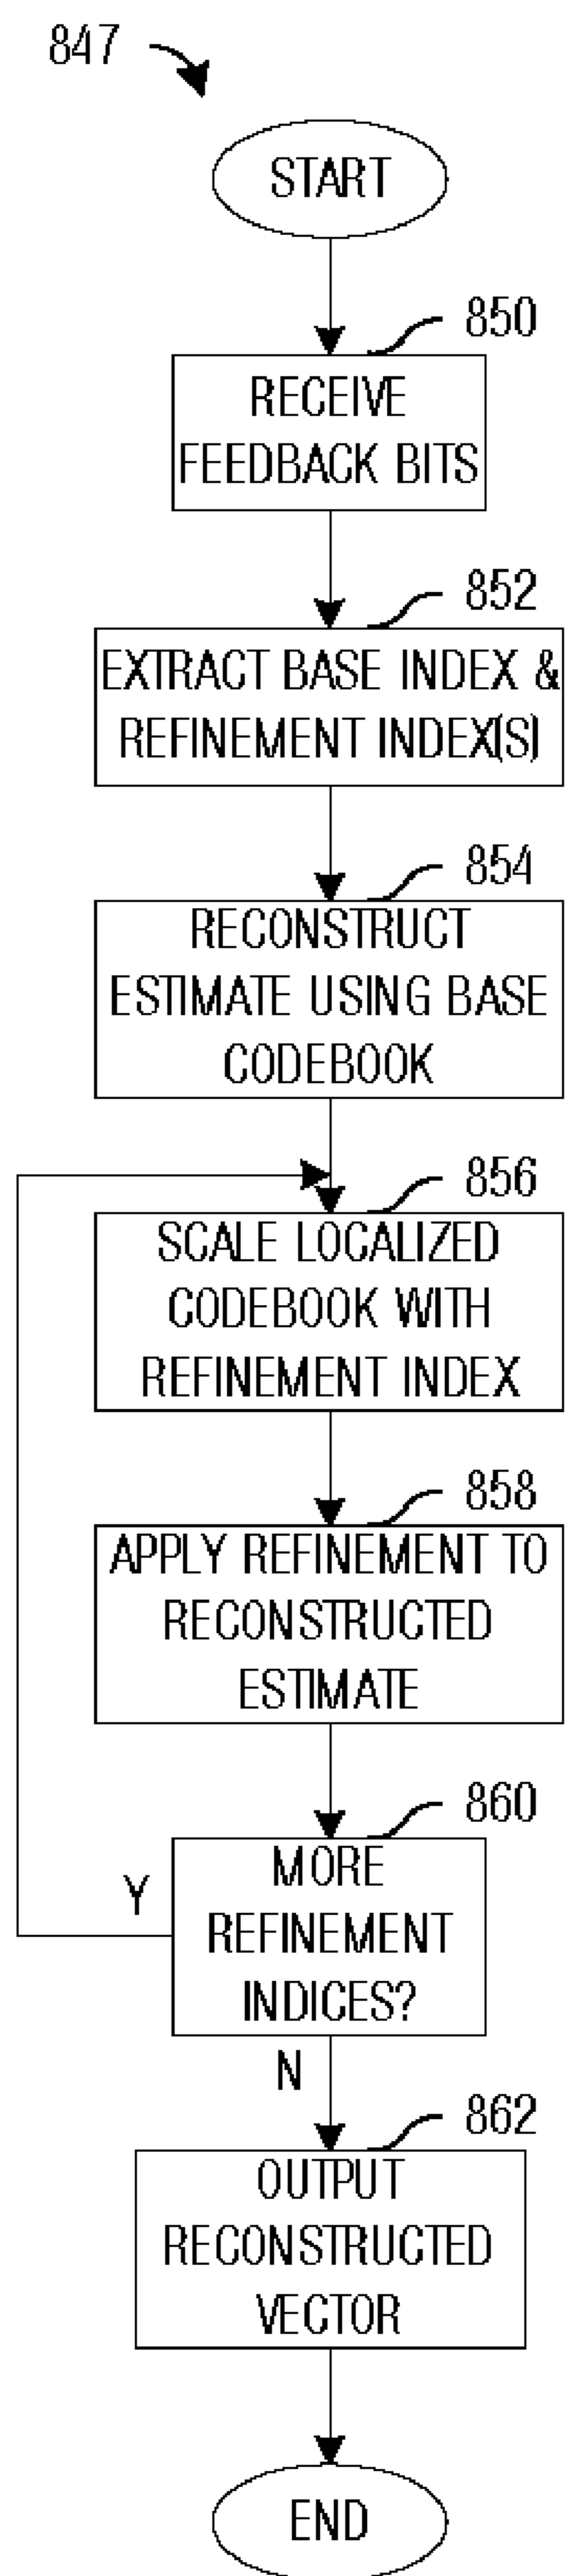 847
START
850
RECEIVE
FEEDBACK BITS
852
EXTRACT BASE INDEX &
REFINEMENT INDEX(S)
854
RECONSTRUCT
ESTIMATE USING BASE
CODEBOOK
856
SCALE LOCALIZED
CODEBOOK WITH
REFINEMENT INDEX
858
APPLY REFINEMENT TO
RECONSTRUCTED
ESTIMATE
860
MORE
REFINEMENT
INDICES?
Y
N
862
OUTPUT
RECONSTRUCTED
VECTOR
END